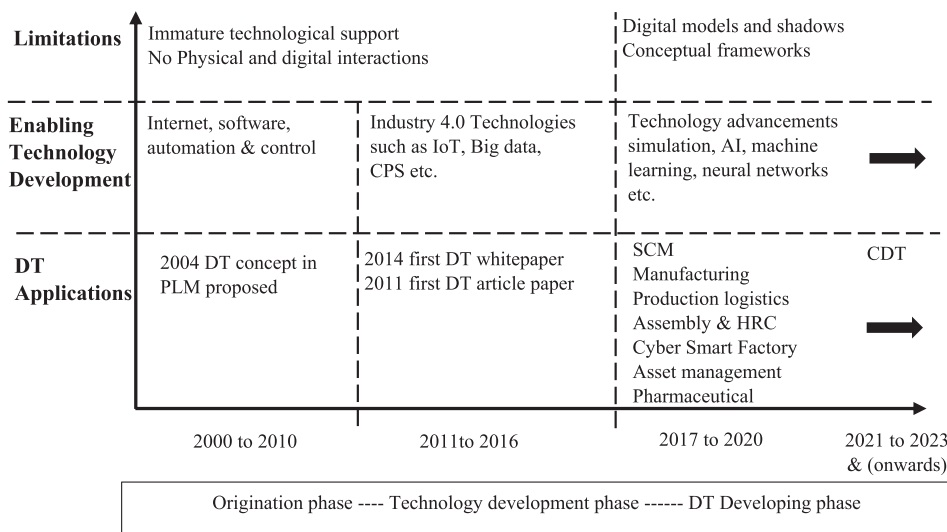 Limitations
Immature technological support
No Physical and digital interactions
Digital models and shadows
Conceptual frameworks
Enabling
Technology
Development
Internet, software,
automation & control
Industry 4.0 Technologies
such as IoT, Big data,
CPS etc.
Technology advancements
simulation, AI, machine
learning, neural networks
etc.
DT
Applications
2004 DT concept in
PLM proposed
2014 first DT whitepaper
2011 first DT article paper
SCM
Manufacturing
Production logistics
Assembly & HRC
Cyber Smart Factory
Asset management
Pharmaceutical
CDT
2000 to 2010
2011to 2016
2017 to 2020
2021 to 2023
& (onwards)
Origination phase ---- Technology development phase ------ DT Developing phase